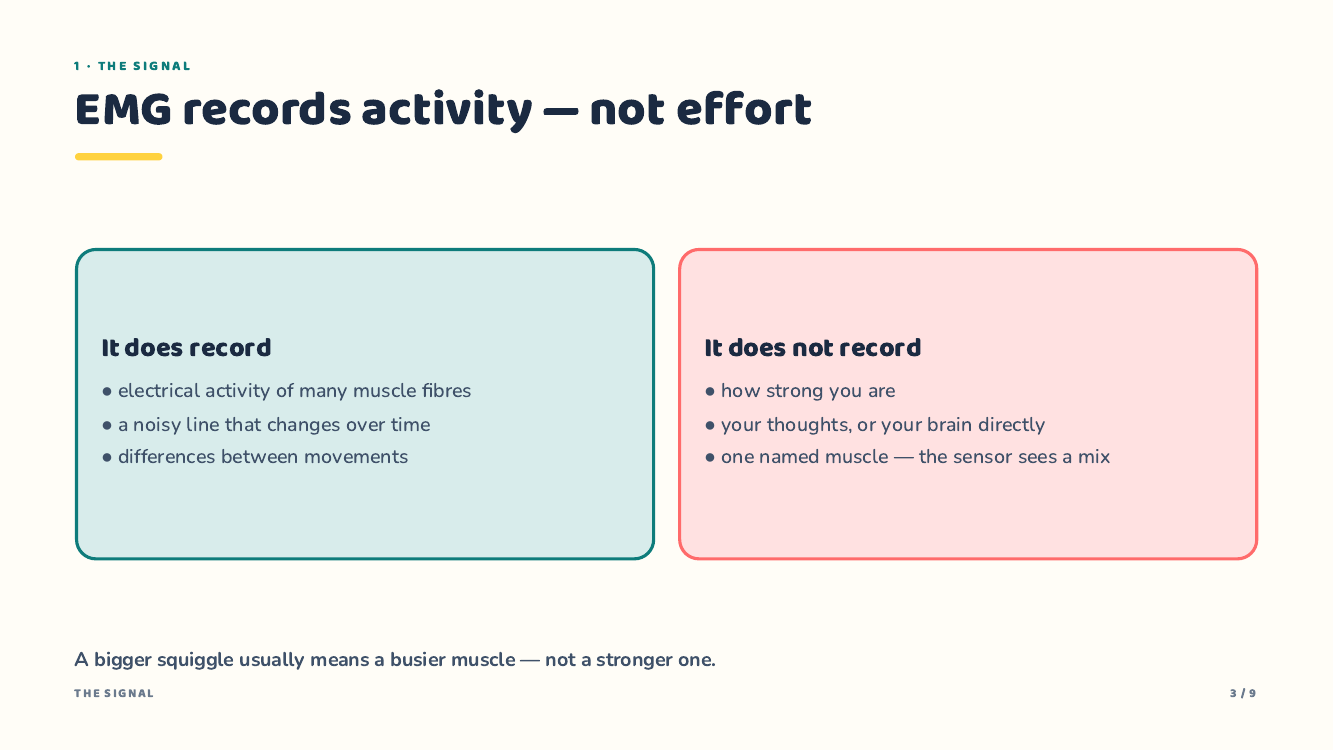 1 · THE SIGNAL
EMG records activity — not effort
It does record
● electrical activity of many muscle fibres
● a noisy line that changes over time
● differences between movements
It does not record
● how strong you are
● your thoughts, or your brain directly
● one named muscle — the sensor sees a mix
A bigger squiggle usually means a busier muscle — not a stronger one.
THE SIGNAL
3 / 9